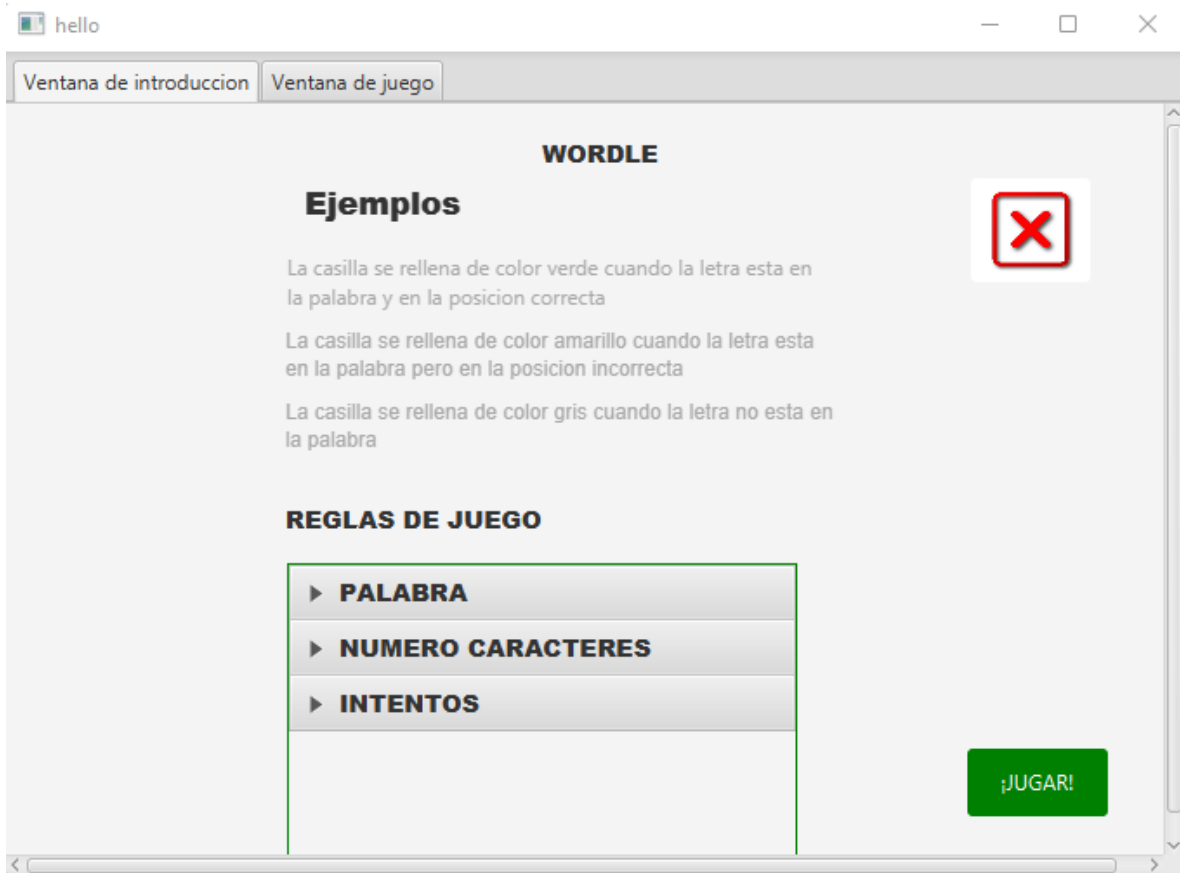 hello
Ventana de introduccion Ventana de juego
WORDLE
Ejemplos
La casilla se rellena de color verde cuando la letra esta en
la palabra y en la posicion correcta
La casilla se rellena de color amarillo cuando la letra esta
en la palabra pero en la posicion incorrecta
La casilla se rellena de color gris cuando la letra no esta en
la palabra
REGLAS DE JUEGO
PALABRA
NUMERO CARACTERES
INTENTOS
¡JUGAR!